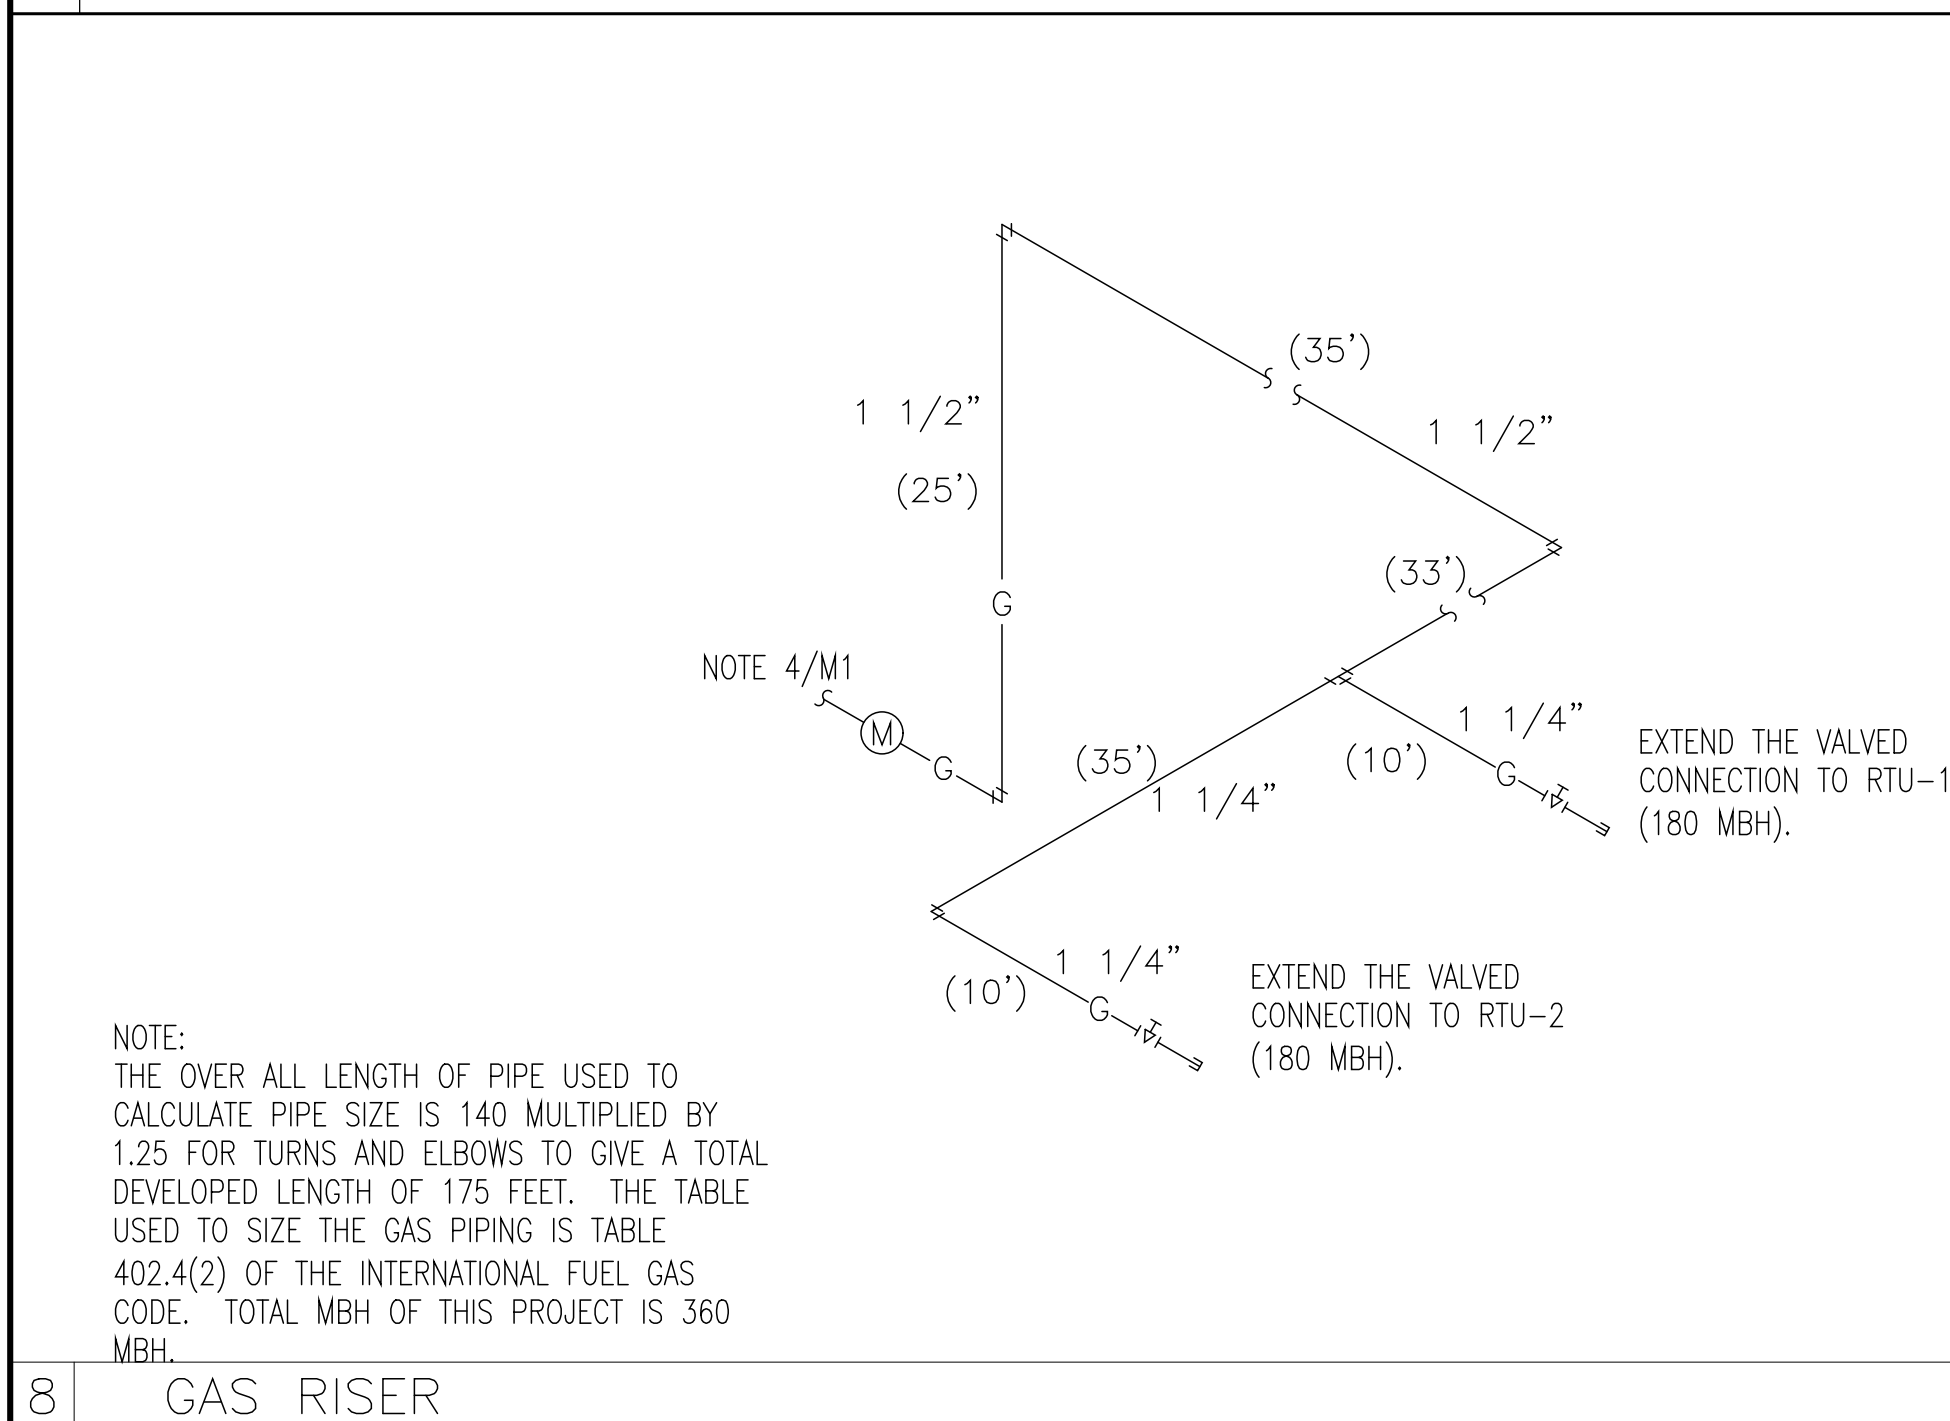 (35')
1 1/2"
1 1/2"
(25')
(33')
G
NOTE 4/M1
M
G
1 1/4"
(10')
G
EXTEND THE VALVED
CONNECTION TO RTU-1
(180 MBH).
(35')
1 1/4"
1 1/4"
(10')
G
EXTEND THE VALVED
CONNECTION TO RTU-2
(180 MBH).
NOTE:
THE OVER ALL LENGTH OF PIPE USED TO
CALCULATE PIPE SIZE IS 140 MULTIPLIED BY
1.25 FOR TURNS AND ELBOWS TO GIVE A TOTAL
DEVELOPED LENGTH OF 175 FEET. THE TABLE
USED TO SIZE THE GAS PIPING IS TABLE
402.4(2) OF THE INTERNATIONAL FUEL GAS
CODE. TOTAL MBH OF THIS PROJECT IS 360
MBH.
8 GAS RISER